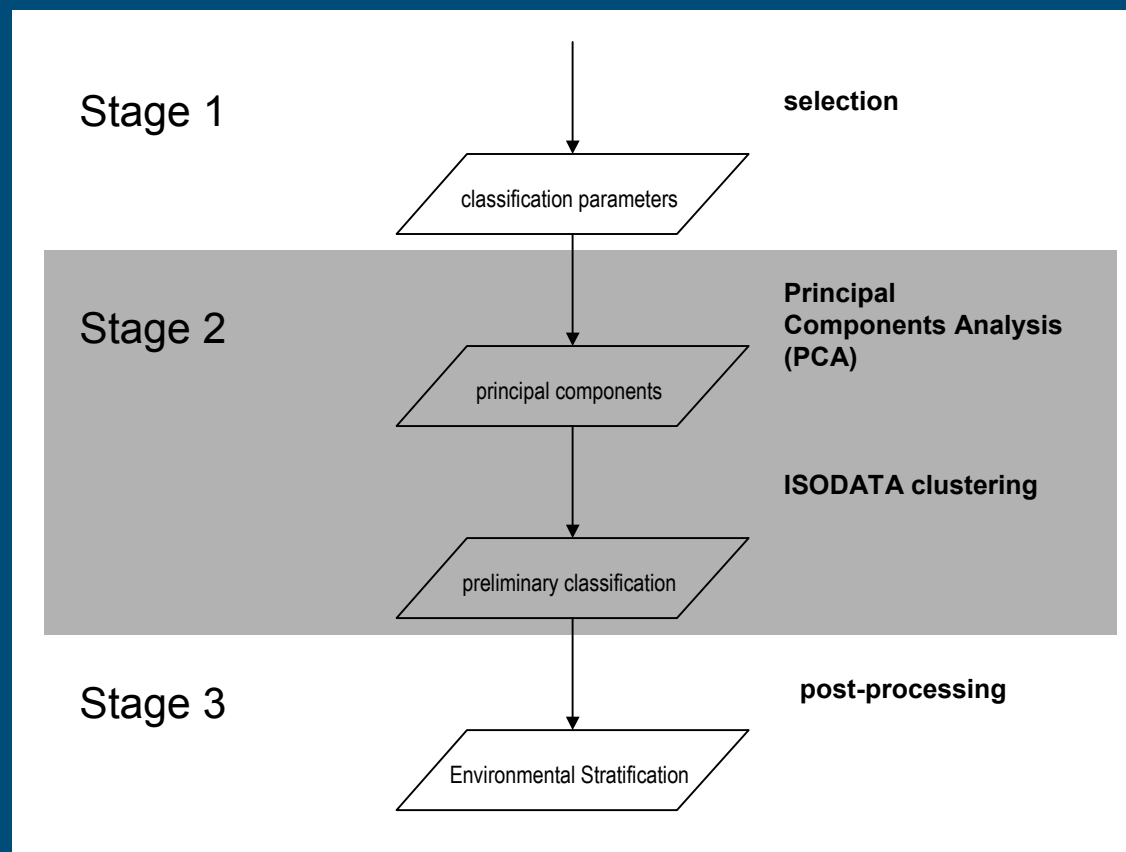 Stage 1
selection
classification parameters
Stage 2
Principal
Components Analysis
(PCA)
principal components
ISODATA clustering
preliminary classification
Stage 3
post-processing
Environmental Stratification